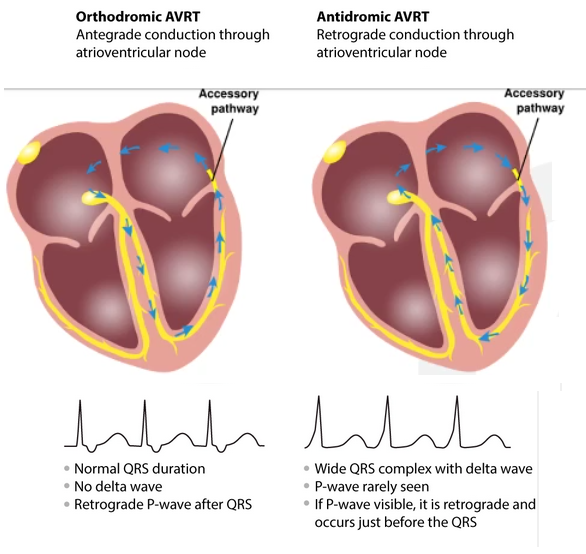 Orthodromic AVRT
Antegrade conduction through
atrioventricular node
Antidromic AVRT
Retrograde conduction through
atrioventricular node
Accessory
pathway
Accessory
pathway
Normal QRS duration
No delta wave
Retrograde P-wave after QRS
Wide QRS complex with delta wave
P-wave rarely seen
If P-wave visible, it is retrograde and
occurs just before the QRS